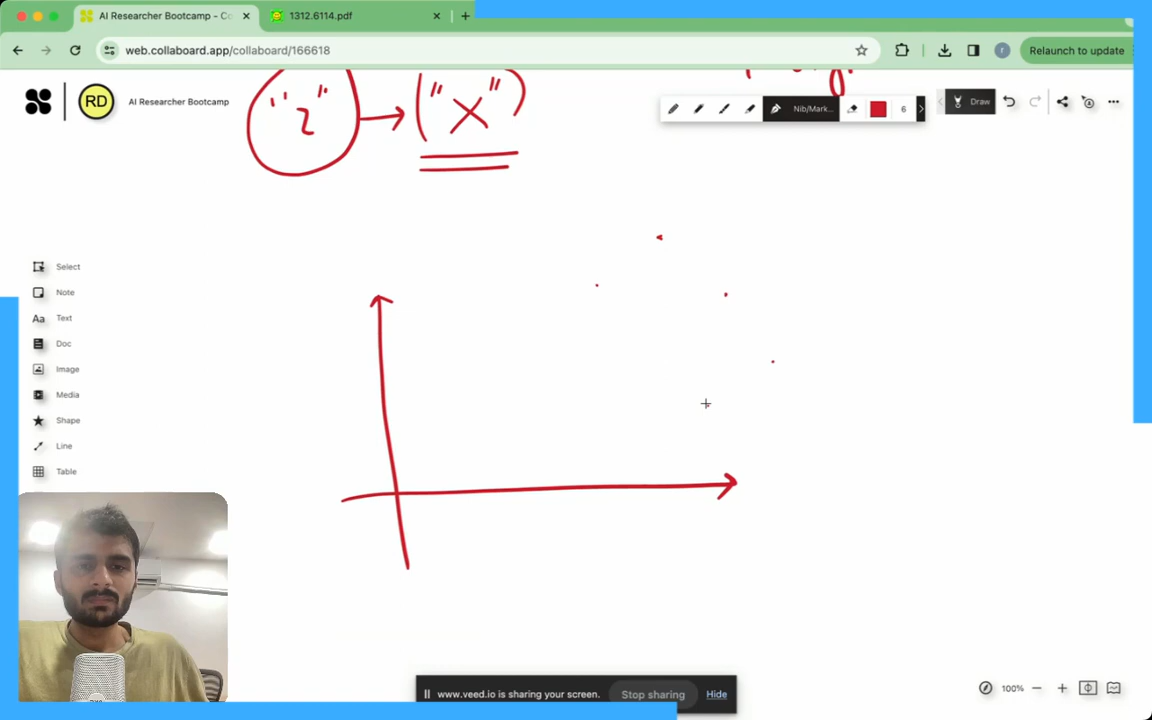 AI Researcher Bootcamp - Co
1312.6114.pdf
web.collaboard.app/collaboard/166618
Relaunch to update
RD
AI Researcher Bootcamp
"2" → ("X")
Nib/Mark...
6
Draw
Select
Note
Aa Text
Doc
Image
Media
Shape
Line
Table
www.veed.io is sharing your screen.
Stop sharing
Hide
100%